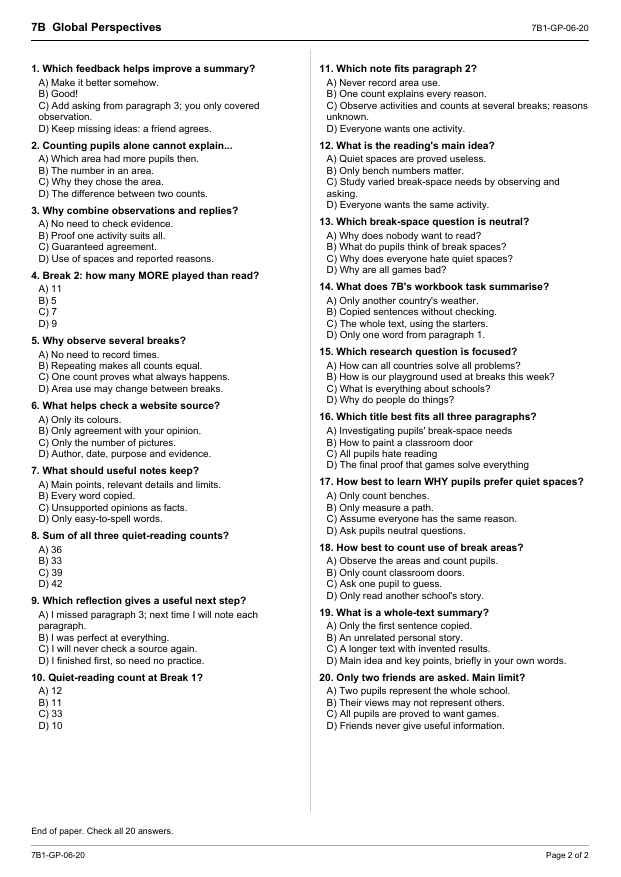 7B Global Perspectives
7B1-GP-06-20
1. Which feedback helps improve a summary?
A) Make it better somehow.
B) Good!
C) Add asking from paragraph 3; you only covered
observation.
D) Keep missing ideas: a friend agrees.
2. Counting pupils alone cannot explain...
A) Which area had more pupils then.
B) The number in an area.
C) Why they chose the area.
D) The difference between two counts.
3. Why combine observations and replies?
A) No need to check evidence.
B) Proof one activity suits all.
C) Guaranteed agreement.
D) Use of spaces and reported reasons.
4. Break 2: how many MORE played than read?
A) 11
B) 5
C) 7
D) 9
5. Why observe several breaks?
A) No need to record times.
B) Repeating makes all counts equal.
C) One count proves what always happens.
D) Area use may change between breaks.
6. What helps check a website source?
A) Only its colours.
B) Only agreement with your opinion.
C) Only the number of pictures.
D) Author, date, purpose and evidence.
7. What should useful notes keep?
A) Main points, relevant details and limits.
B) Every word copied.
C) Unsupported opinions as facts.
D) Only easy-to-spell words.
8. Sum of all three quiet-reading counts?
A) 36
B) 33
C) 39
D) 42
9. Which reflection gives a useful next step?
A) I missed paragraph 3; next time I will note each
paragraph.
B) I was perfect at everything.
C) I will never check a source again.
D) I finished first, so need no practice.
10. Quiet-reading count at Break 1?
A) 12
B) 11
C) 33
D) 10
11. Which note fits paragraph 2?
A) Never record area use.
B) One count explains every reason.
C) Observe activities and counts at several breaks; reasons
unknown.
D) Everyone wants one activity.
12. What is the reading's main idea?
A) Quiet spaces are proved useless.
B) Only bench numbers matter.
C) Study varied break-space needs by observing and
asking.
D) Everyone wants the same activity.
13. Which break-space question is neutral?
A) Why does nobody want to read?
B) What do pupils think of break spaces?
C) Why does everyone hate quiet spaces?
D) Why are all games bad?
14. What does 7B's workbook task summarise?
A) Only another country's weather.
B) Copied sentences without checking.
C) The whole text, using the starters.
D) Only one word from paragraph 1.
15. Which research question is focused?
A) How can all countries solve all problems?
B) How is our playground used at breaks this week?
C) What is everything about schools?
D) Why do people do things?
16. Which title best fits all three paragraphs?
A) Investigating pupils' break-space needs
B) How to paint a classroom door
C) All pupils hate reading
D) The final proof that games solve everything
17. How best to learn WHY pupils prefer quiet spaces?
A) Only count benches.
B) Only measure a path.
C) Assume everyone has the same reason.
D) Ask pupils neutral questions.
18. How best to count use of break areas?
A) Observe the areas and count pupils.
B) Only count classroom doors.
C) Ask one pupil to guess.
D) Only read another school's story.
19. What is a whole-text summary?
A) Only the first sentence copied.
B) An unrelated personal story.
C) A longer text with invented results.
D) Main idea and key points, briefly in your own words.
20. Only two friends are asked. Main limit?
A) Two pupils represent the whole school.
B) Their views may not represent others.
C) All pupils are proved to want games.
D) Friends never give useful information.
End of paper. Check all 20 answers.
7B1-GP-06-20
Page 2 of 2